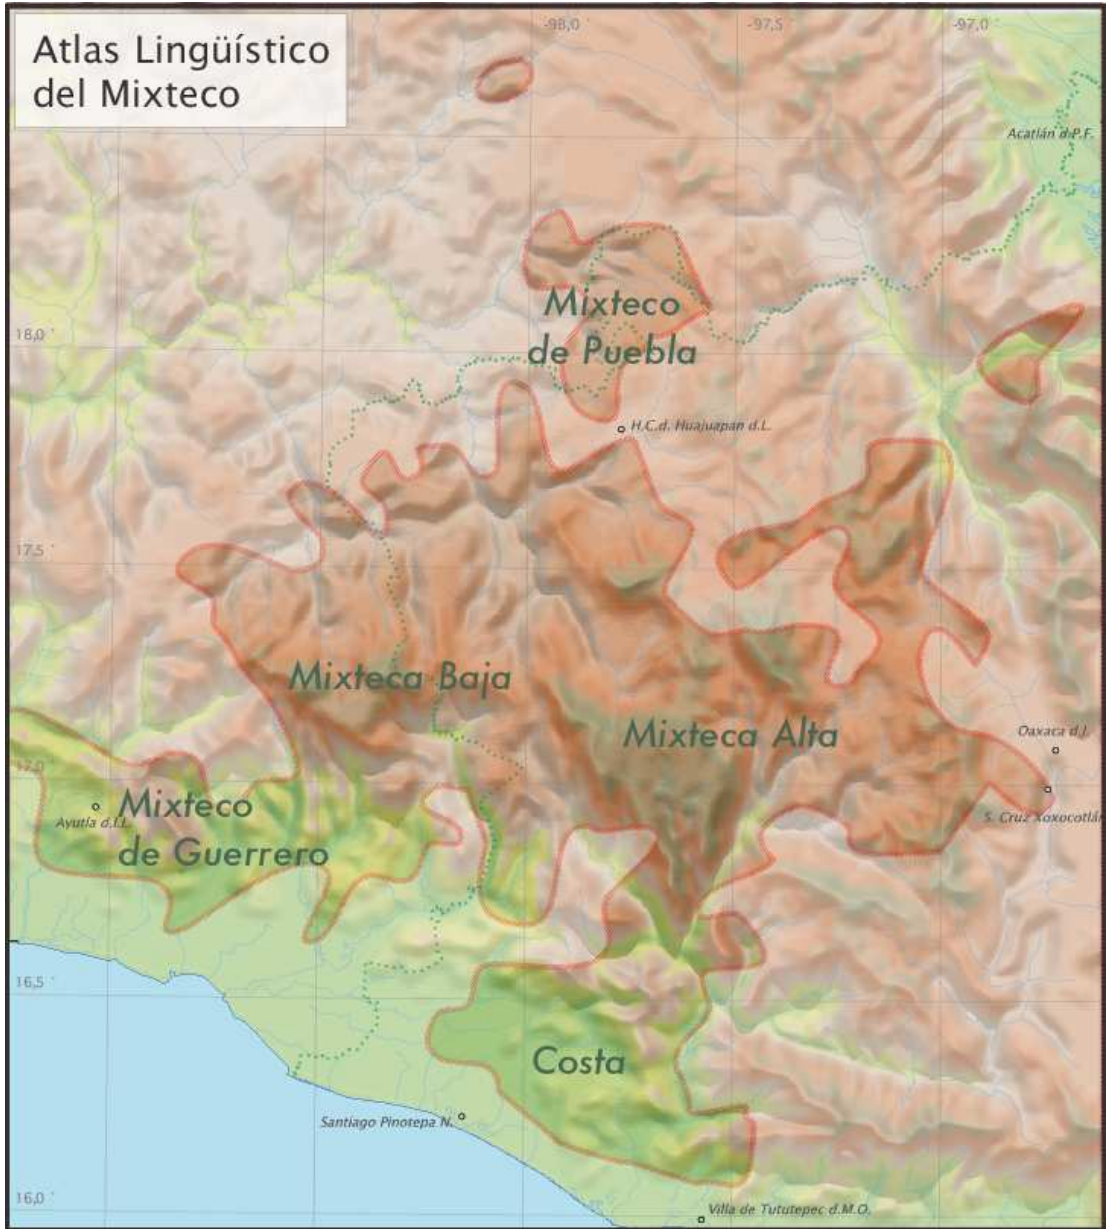 Atlas Lingüístico
del Mixteco
-98,0 °
-97,5 °
-97,0 °
Acatlán d.P.F.
Mixteco
de Puebla
18,0 °
H.C.d. Huajuapan d.L.
17,5 °
Mixteca Baja
Mixteca Alta
Oaxaca d.J.
17,0 °
Mixteco
de Guerrero
Ayutla d.l.L.
S. Cruz Xoxocotlán
16,5 °
Costa
Santiago Pinotepa N.
16,0 °
Villa de Tututepec d.M.O.